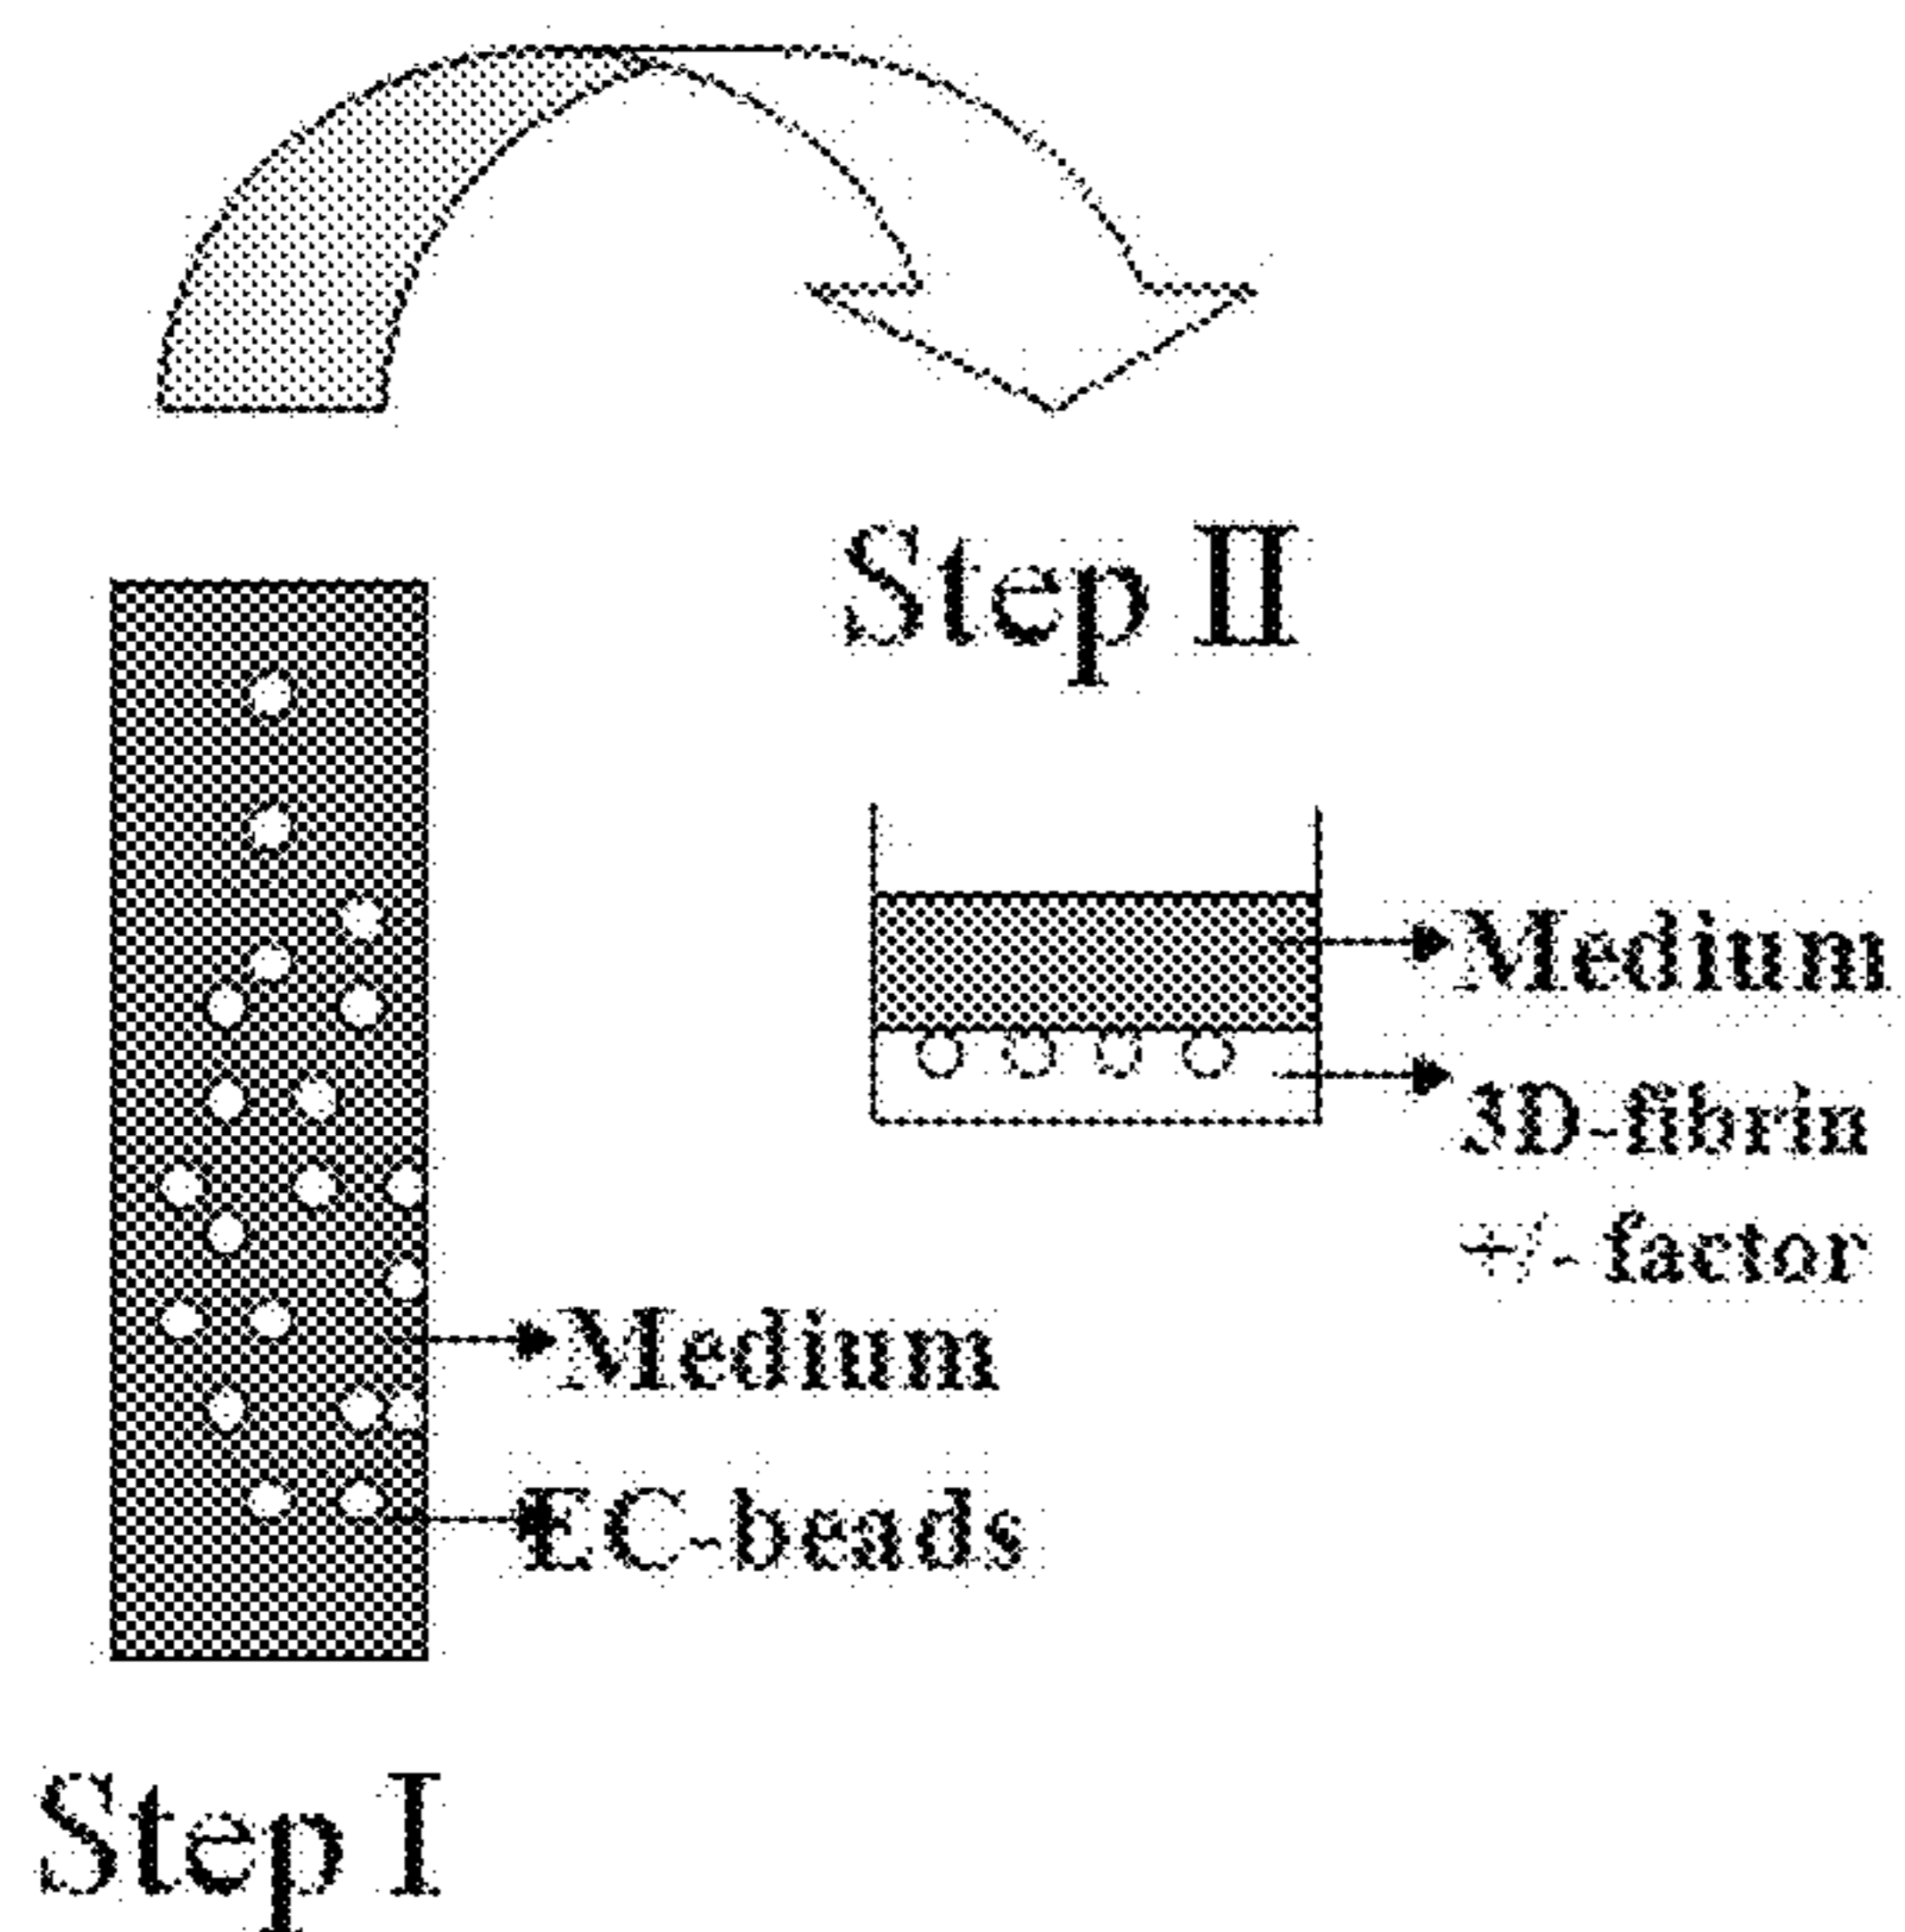 Step II
Medium
3D-fibrin
+/- factor
Medium
EC-beads
Step I